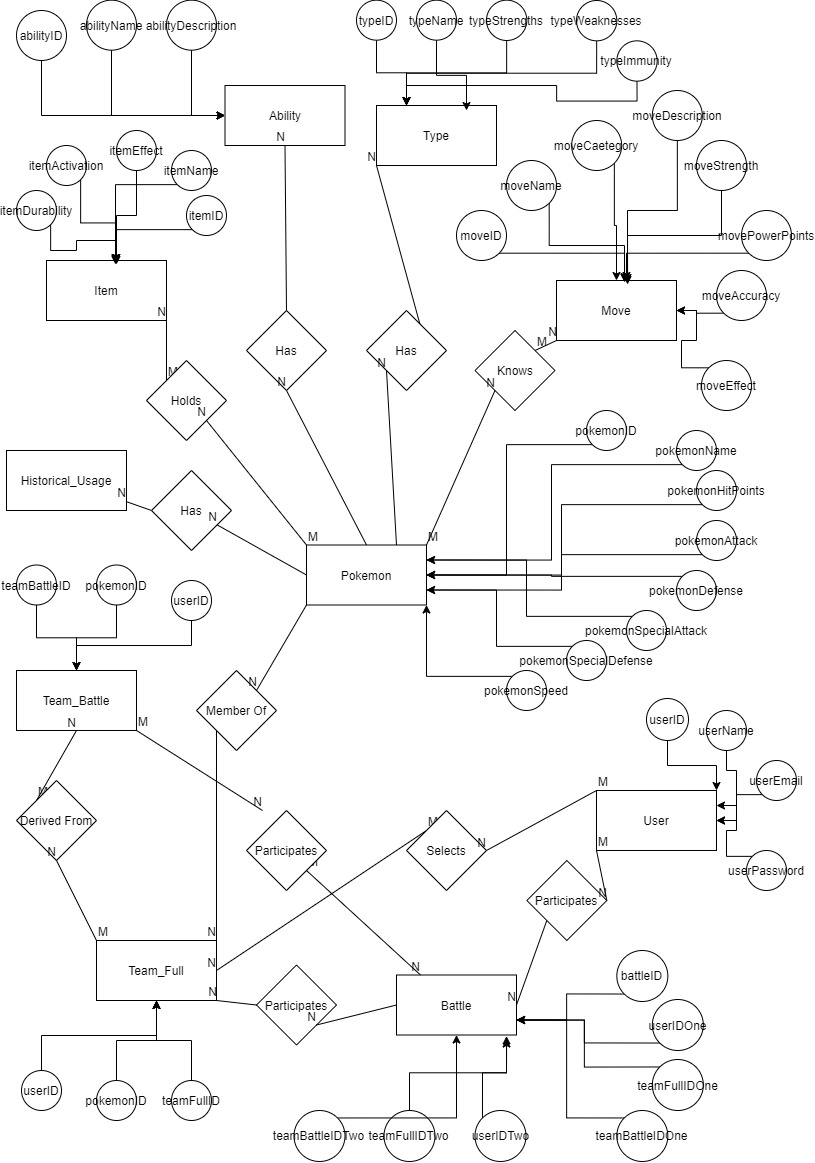 typeID
typeName
typeStrengths
typeWeaknesses
abilityID
abilityName
abilityDescription
typeImmunity
Ability
N
Type
N
moveDescription
moveCaetegory
moveStrength
moveName
moveID
movePowerPoints
itemEffect
itemActivation
itemName
itemDurability
itemID
Item
N
Move
N
M
moveAccuracy
moveEffect
Has
N
Has
N
Knows
N
M
Holds
N
pokemonID
pokemonName
pokemonHitPoints
pokemonAttack
pokemonDefense
pokemonSpecialAttack
pokemonSpecialDefense
pokemonSpeed
Historical_Usage
N
Has
N
M
M
Pokemon
teamBattleID
pokemonID
userID
Team_Battle
N
M
N
Member Of
userID
userName
userEmail
userPassword
M
User
M
M
Derived From
N
N
Participates
M
M
Selects
N
Participates
N
M
N
N
N
Team_Full
Participates
N
N
N
Battle
battleID
userIDOne
teamFullIDOne
teamBattleIDOne
userID
pokemonID
teamFullID
teamBattleIDTwo
teamFullIDTwo
userIDTwo